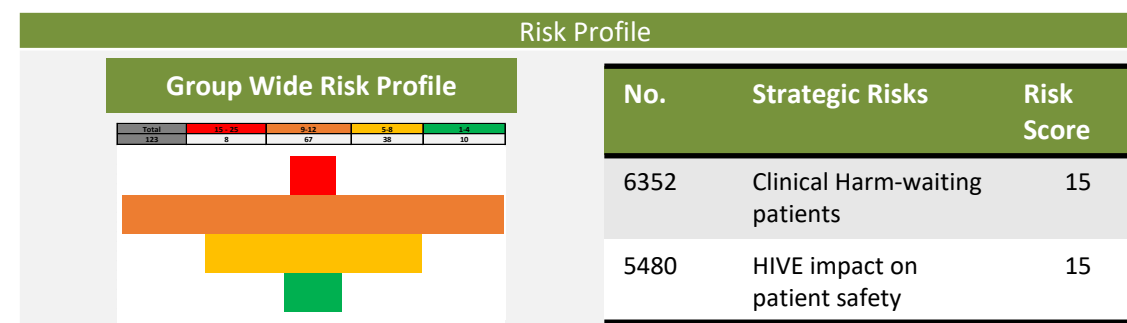 Risk Profile
Group Wide Risk Profile
Total 15 - 25 9-12 5-8 1-4
123 8 67 38 10
No. Strategic Risks Risk
Score
6352 Clinical Harm-waiting 15
patients
5480 HIVE impact on 15
patient safety